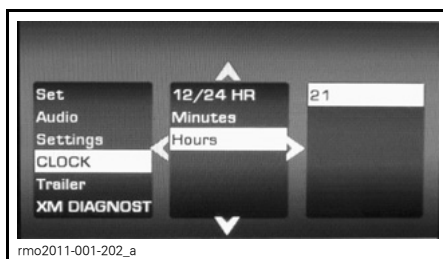 Set
Audio
Settings
CLOCK
Trailer
XM DIAGNOST
12/24 HR
Minutes
Hours
21
rmo2011-001-202_a